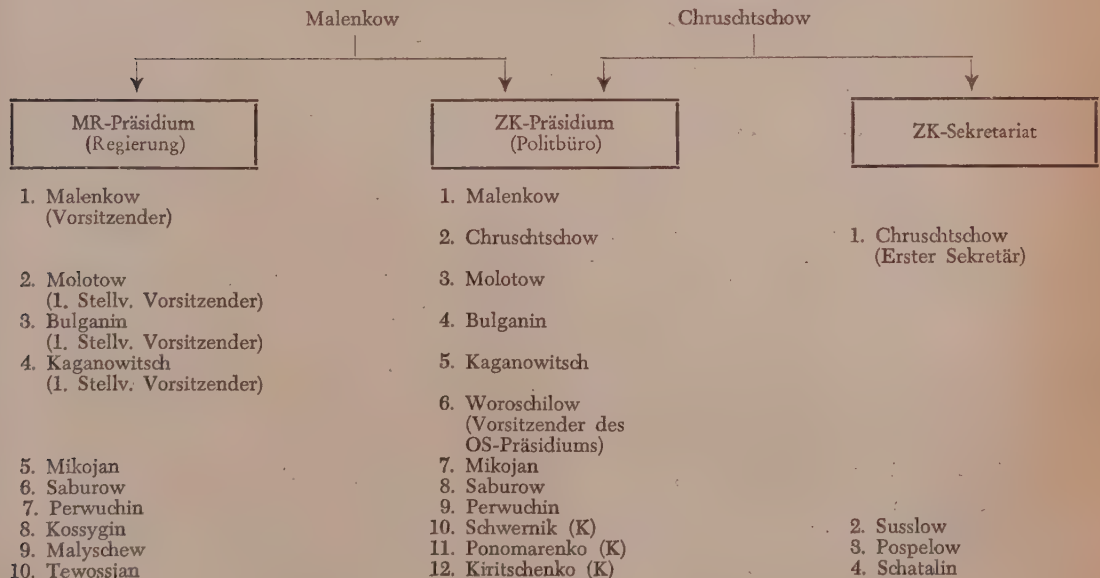 Malenkow
Chruschtschow
MR-Präsidium
(Regierung)
ZK-Präsidium
(Politbüro)
ZK-Sekretariat
1. Malenkow
(Vorsitzender)
2. Molotow
(1. Stellv. Vorsitzender)
3. Bulganin
(1. Stellv. Vorsitzender)
4. Kaganowitsch
(1. Stellv. Vorsitzender)
5. Mikojan
6. Saburow
7. Perwuchin
8. Kossygin
9. Malyschew
10. Tewossjan
1. Malenkow
2. Chruschtschow
3. Molotow
4. Bulganin
5. Kaganowitsch
6. Woroschilow
(Vorsitzender des
OS-Präsidiums)
7. Mikojan
8. Saburow
9. Perwuchin
10. Schwernik (K)
11. Ponomarenko (K)
12. Kiritschenko (K)
1. Chruschtschow
(Erster Sekretär)
2. Susslow
3. Pospelow
4. Schatalin